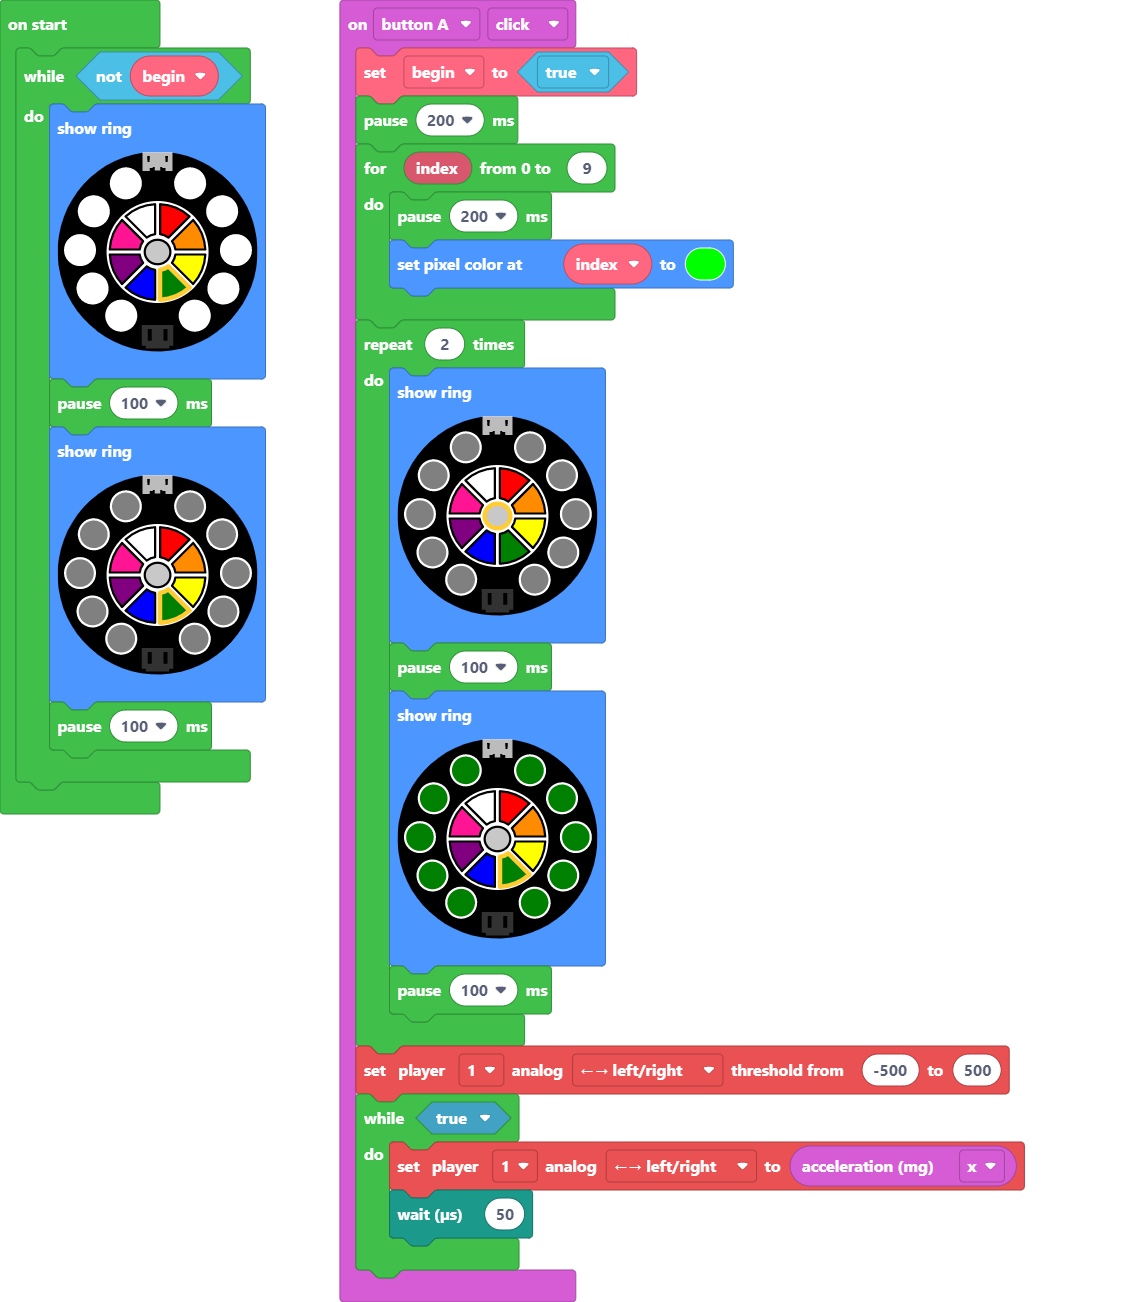 on start
while not begin
do
show ring
pause 100 ms
show ring
pause 100 ms
on button A click
set begin to true
pause 200 ms
for index from 0 to 9
do
pause 200 ms
set pixel color at index to
repeat 2 times
do
show ring
pause 100 ms
show ring
pause 100 ms
set player 1 analog ←→ left/right threshold from -500 to 500
while true
do
set player 1 analog ←→ left/right to acceleration (mg) x
wait (µs) 50